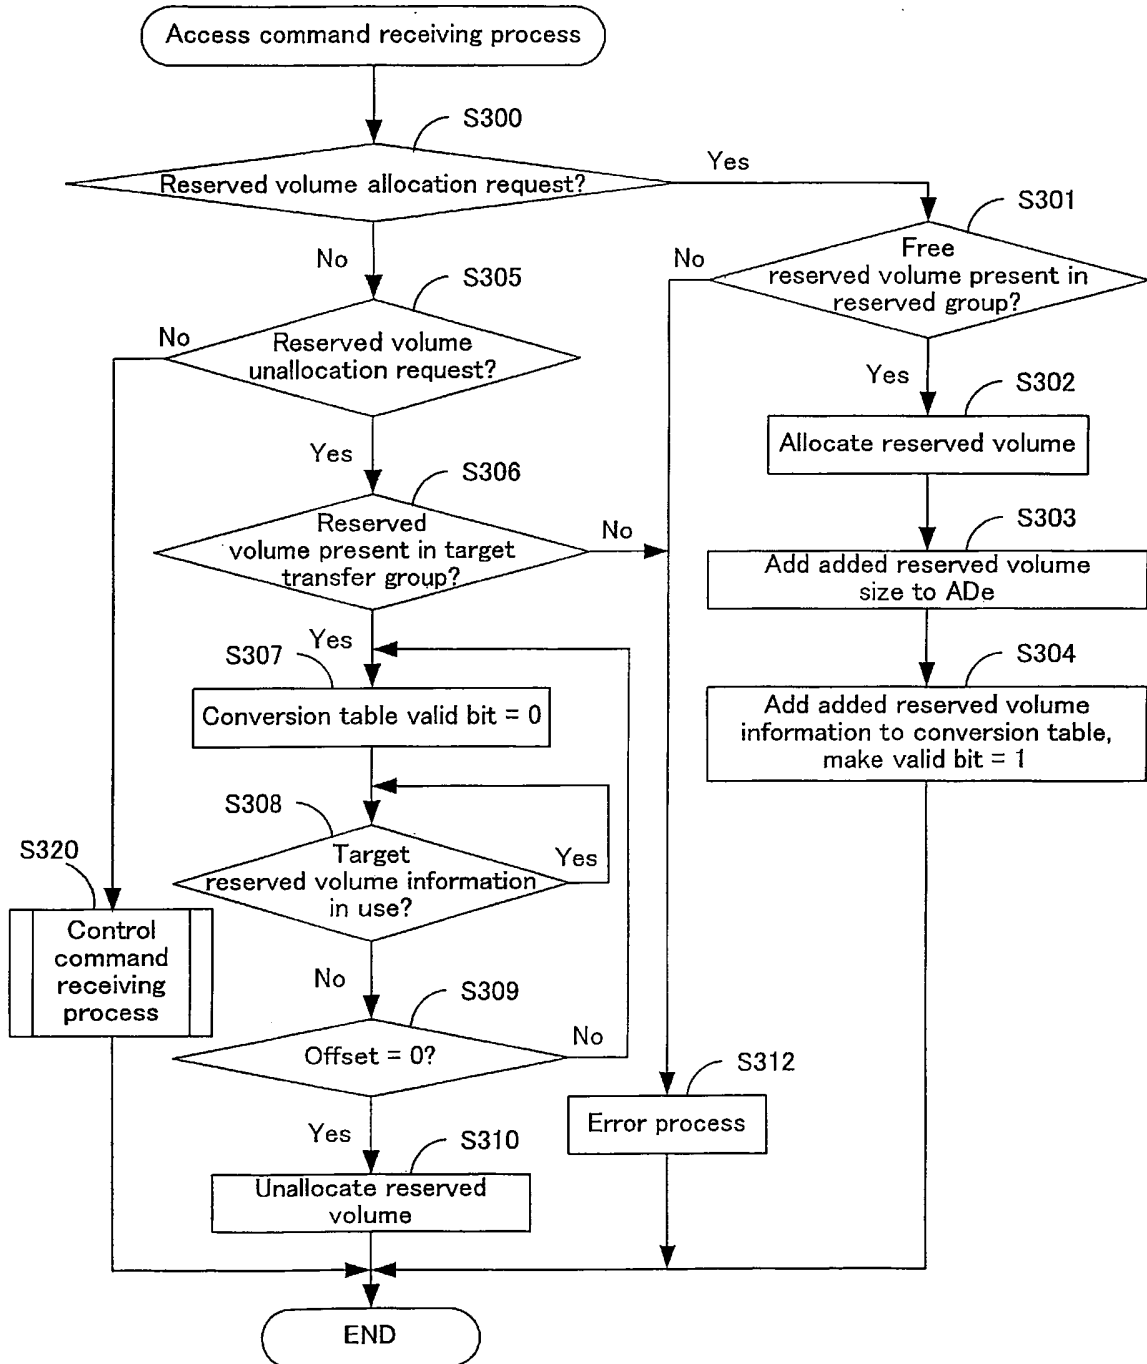 Access command receiving process
S300
Reserved volume allocation request?
Yes
No
S301
Free
reserved volume present in
reserved group?
No
Yes
S305
Reserved volume
unallocation request?
No
Yes
S302
Allocate reserved volume
S306
Reserved
volume present in target
transfer group?
No
Yes
S303
Add added reserved volume
size to ADe
S307
Conversion table valid bit = 0
S304
Add added reserved volume
information to conversion table,
make valid bit = 1
S308
Target
reserved volume information
in use?
Yes
No
S320
Control
command
receiving
process
S309
Offset = 0?
No
Yes
S312
Error process
S310
Unallocate reserved
volume
END